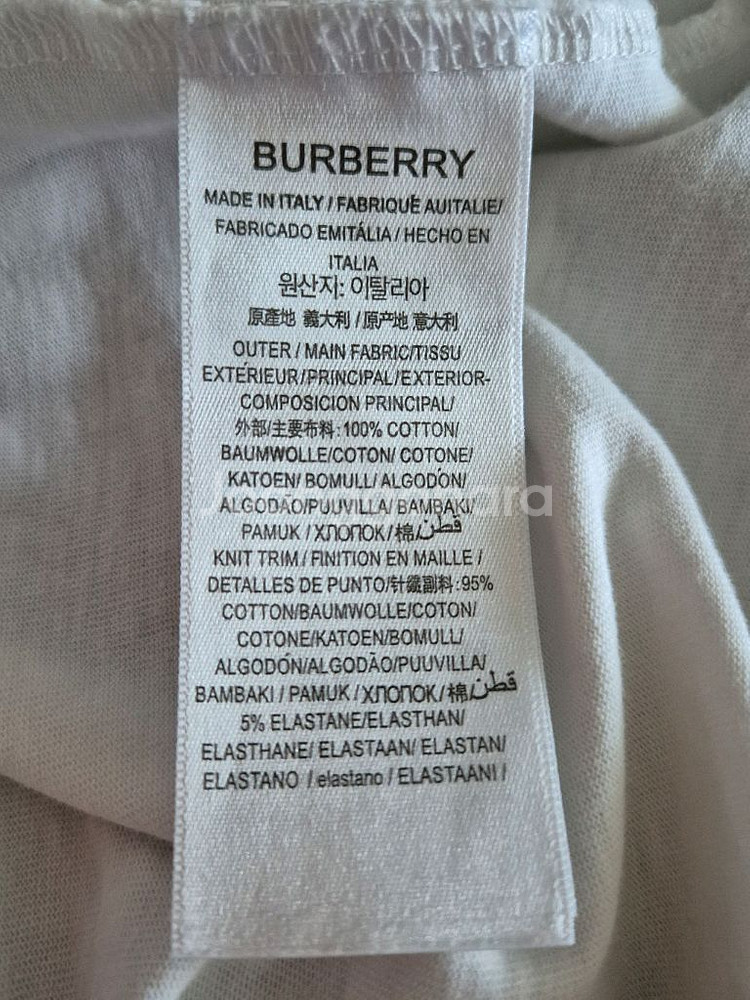 BURBERRY
MADE IN ITALY / FABRIQUÉ AUITALIE/
FABRICADO EMITÁLIA / HECHO EN
ITALIA
원산지: 이탈리아
原產地 義大利 / 原产地 意大利
OUTER / MAIN FABRIC/TISSU
EXTÉRIEUR/PRINCIPAL/EXTERIOR-
COMPOSICION PRINCIPAL/
外部/主要布料:100% COTTON/
BAUMWOLLE/COTON/ COTONE/
KATOEN/ BOMULL/ ALGODÓN/
ALGODÃO/PUUVILLA/ BAMBAKI/
PAMUK / ХЛОПОК/棉/قطن
KNIT TRIM / FINITION EN MAILLE /
DETALLES DE PUNTO/針織副料:95%
COTTON/BAUMWOLLE/COTON/
COTONE/KATOEN/BOMULL/
ALGODÓN/ALGODÃO/PUUVILLA/
BAMBAKI / PAMUK / ХЛОПОК/棉/قطن
5% ELASTANE/ELASTHAN/
ELASTHANE/ ELASTAAN/ ELASTAN/
ELASTANO / elastano / ELASTAANI /